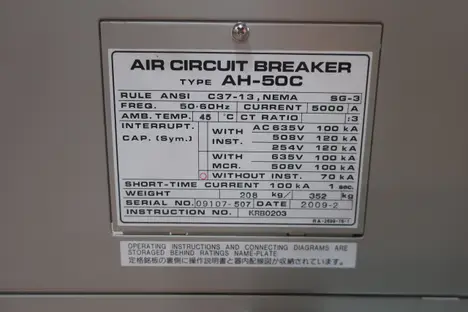 AIR CIRCUIT BREAKER
TYPE AH-50C
RULE ANSI C37-13, NEMA SG-3
FREQ. 50-60Hz CURRENT 5000 A
AMB. TEMP. 45 °C CT RATIO :3
INTERRUPT. CAP. (Sym.) WITH INST. AC 635V 100 kA
508V 120 kA
254V 120 kA
WITH MCR. 635V 100 kA
508V 100 kA
WITHOUT INST. 70 kA
SHORT-TIME CURRENT 100 kA 1 sec.
WEIGHT 208 kg/ 352 kg
SERIAL NO. 09107-507 DATE 2009-2
INSTRUCTION NO. KRB0203
OPERATING INSTRUCTIONS AND CONNECTING DIAGRAMS ARE
STORAGED BEHIND RATINGS NAME-PLATE.
定格銘板の裏側に操作説明書と器内配線図が収納されています。